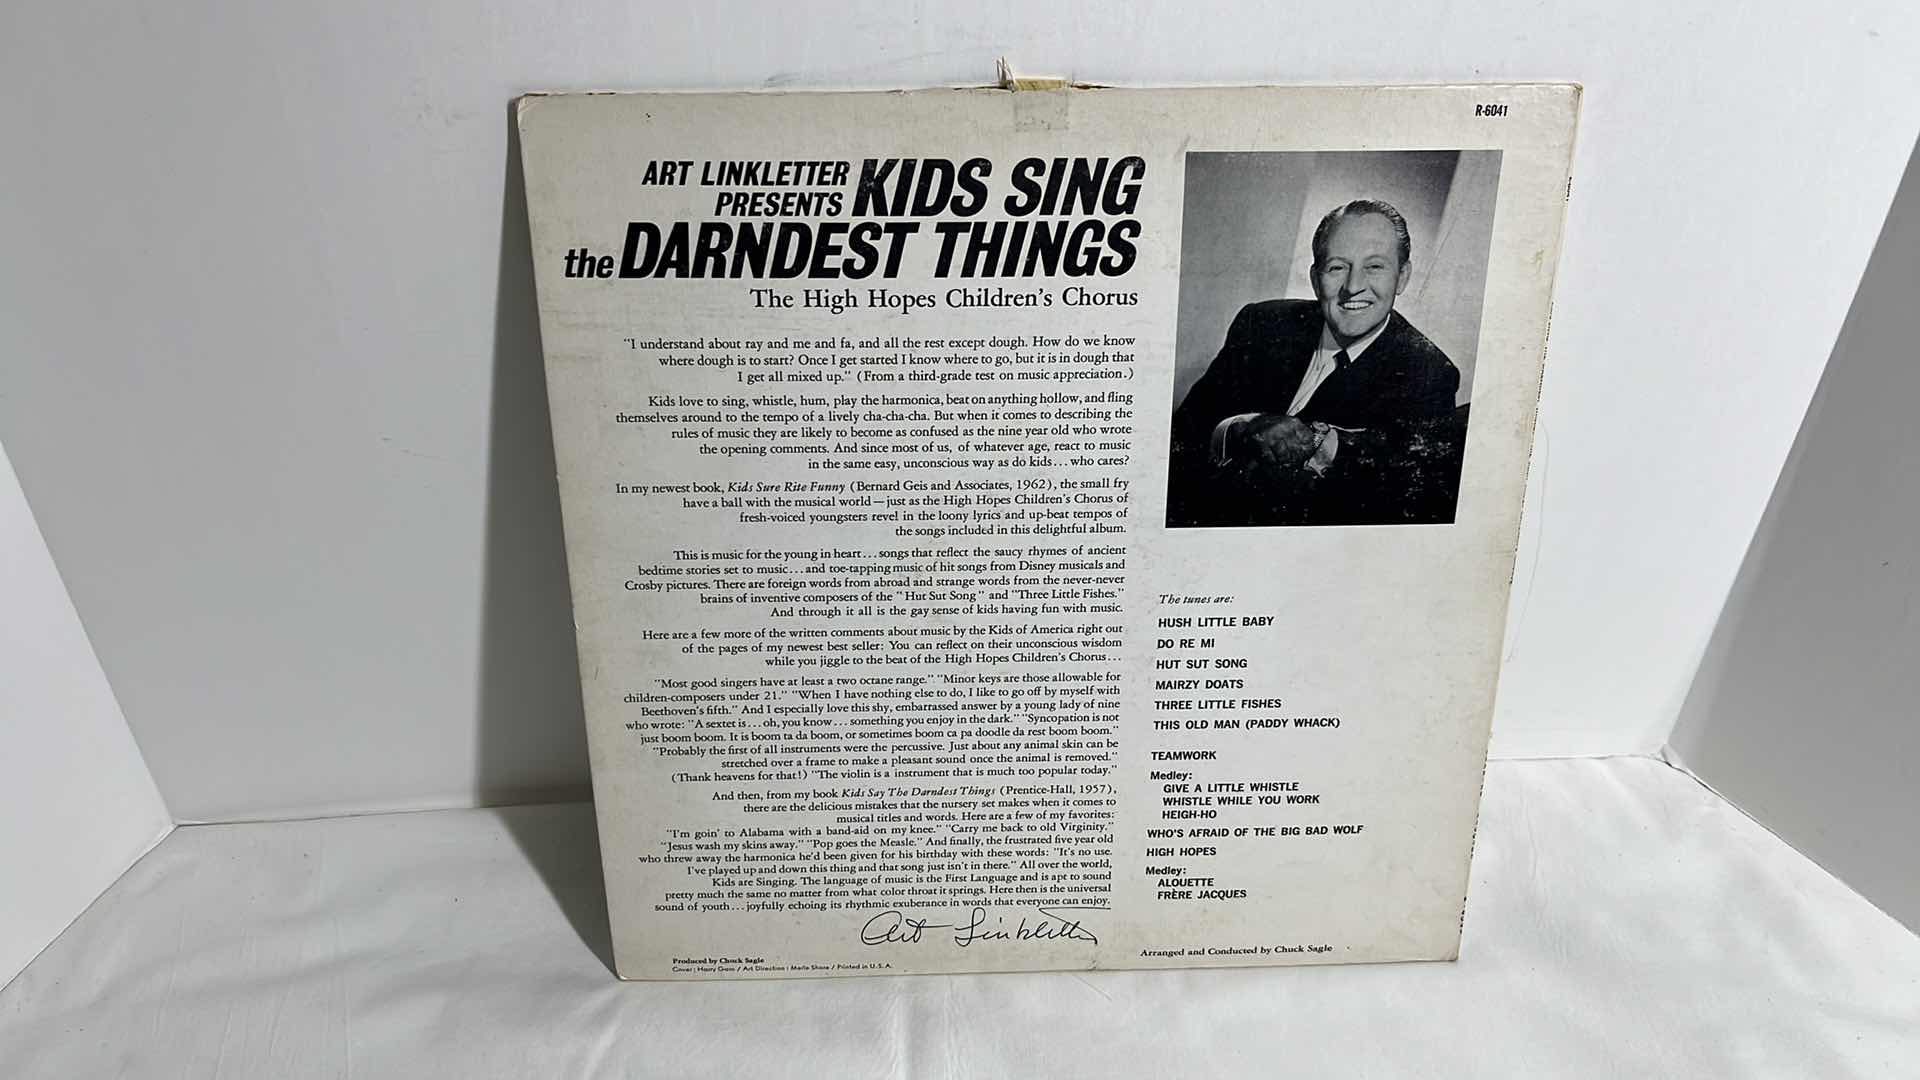 R-6041
ART LINKLETTER
PRESENTS KIDS SING
the DARNDEST THINGS
The High Hopes Children's Chorus
"I understand about ray and me and fa, and all the rest except dough. How do we know
where dough is to start? Once I get started I know where to go, but it is in dough that
I get all mixed up." (From a third-grade test on music appreciation.)
Kids love to sing, whistle, hum, play the harmonica, beat on anything hollow, and fling
themselves around to the tempo of a lively cha-cha-cha. But when it comes to describing the
rules of music they are likely to become as confused as the nine year old who wrote
the opening comments. And since most of us, of whatever age, react to music
in the same easy, unconscious way as do kids...who cares?
In my newest book, Kids Sure Rite Funny (Bernard Geis and Associates, 1962), the small fry
have a ball with the musical world—just as the High Hopes Children's Chorus of
fresh-voiced youngsters revel in the loony lyrics and up-beat tempos of
the songs included in this delightful album.
This is music for the young in heart...songs that reflect the saucy rhymes of ancient
bedtime stories set to music...and toe-tapping music of hit songs from Disney musicals and
Crosby pictures. There are foreign words from abroad and strange words from the never-never
brains of inventive composers of the "Hut Sut Song" and "Three Little Fishes."
And through it all is the gay sense of kids having fun with music.
Here are a few more of the written comments about music by the Kids of America right out
of the pages of my newest best seller: You can reflect on their unconscious wisdom
while you jiggle to the beat of the High Hopes Children's Chorus...
"Most good singers have at least a two octane range." "Minor keys are those allowable for
children-composers under 21." "When I have nothing else to do, I like to go off by myself with
Beethoven's fifth." And I especially love this shy, embarrassed answer by a young lady of nine
who wrote: "A sextet is...oh, you know...something you enjoy in the dark." "Syncopation is not
just boom boom. It is boom ta da boom, or sometimes boom ca pa doodle da rest boom boom."
"Probably the first of all instruments were the percussive. Just about any animal skin can be
stretched over a frame to make a pleasant sound once the animal is removed."
(Thank heavens for that!) "The violin is a instrument that is much too popular today."
And then, from my book Kids Say The Darndest Things (Prentice-Hall, 1957),
there are the delicious mistakes that the nursery set makes when it comes to
musical titles and words. Here are a few of my favorites:
"I'm goin' to Alabama with a band-aid on my knee." "Carry me back to old Virginity."
"Jesus wash my skins away." "Pop goes the Measle." And finally, the frustrated five year old
who threw away the harmonica he'd been given for his birthday with these words: "It's no use.
I've played up and down this thing and that song just isn't in there." All over the world,
Kids are Singing. The language of music is the First Language and is apt to sound
pretty much the same no matter from what color throat it springs. Here then is the universal
sound of youth...joyfully echoing its rhythmic exuberance in words that everyone can enjoy.
Art Linkletter
Produced by Chuck Sagle
Cover: Harry Goss / Art Direction: Merle Shore / Printed in U.S.A.
The tunes are:
HUSH LITTLE BABY
DO RE MI
HUT SUT SONG
MAIRZY DOATS
THREE LITTLE FISHES
THIS OLD MAN (PADDY WHACK)
TEAMWORK
Medley:
GIVE A LITTLE WHISTLE
WHISTLE WHILE YOU WORK
HEIGH-HO
WHO'S AFRAID OF THE BIG BAD WOLF
HIGH HOPES
Medley:
ALOUETTE
FRÈRE JACQUES
Arranged and Conducted by Chuck Sagle